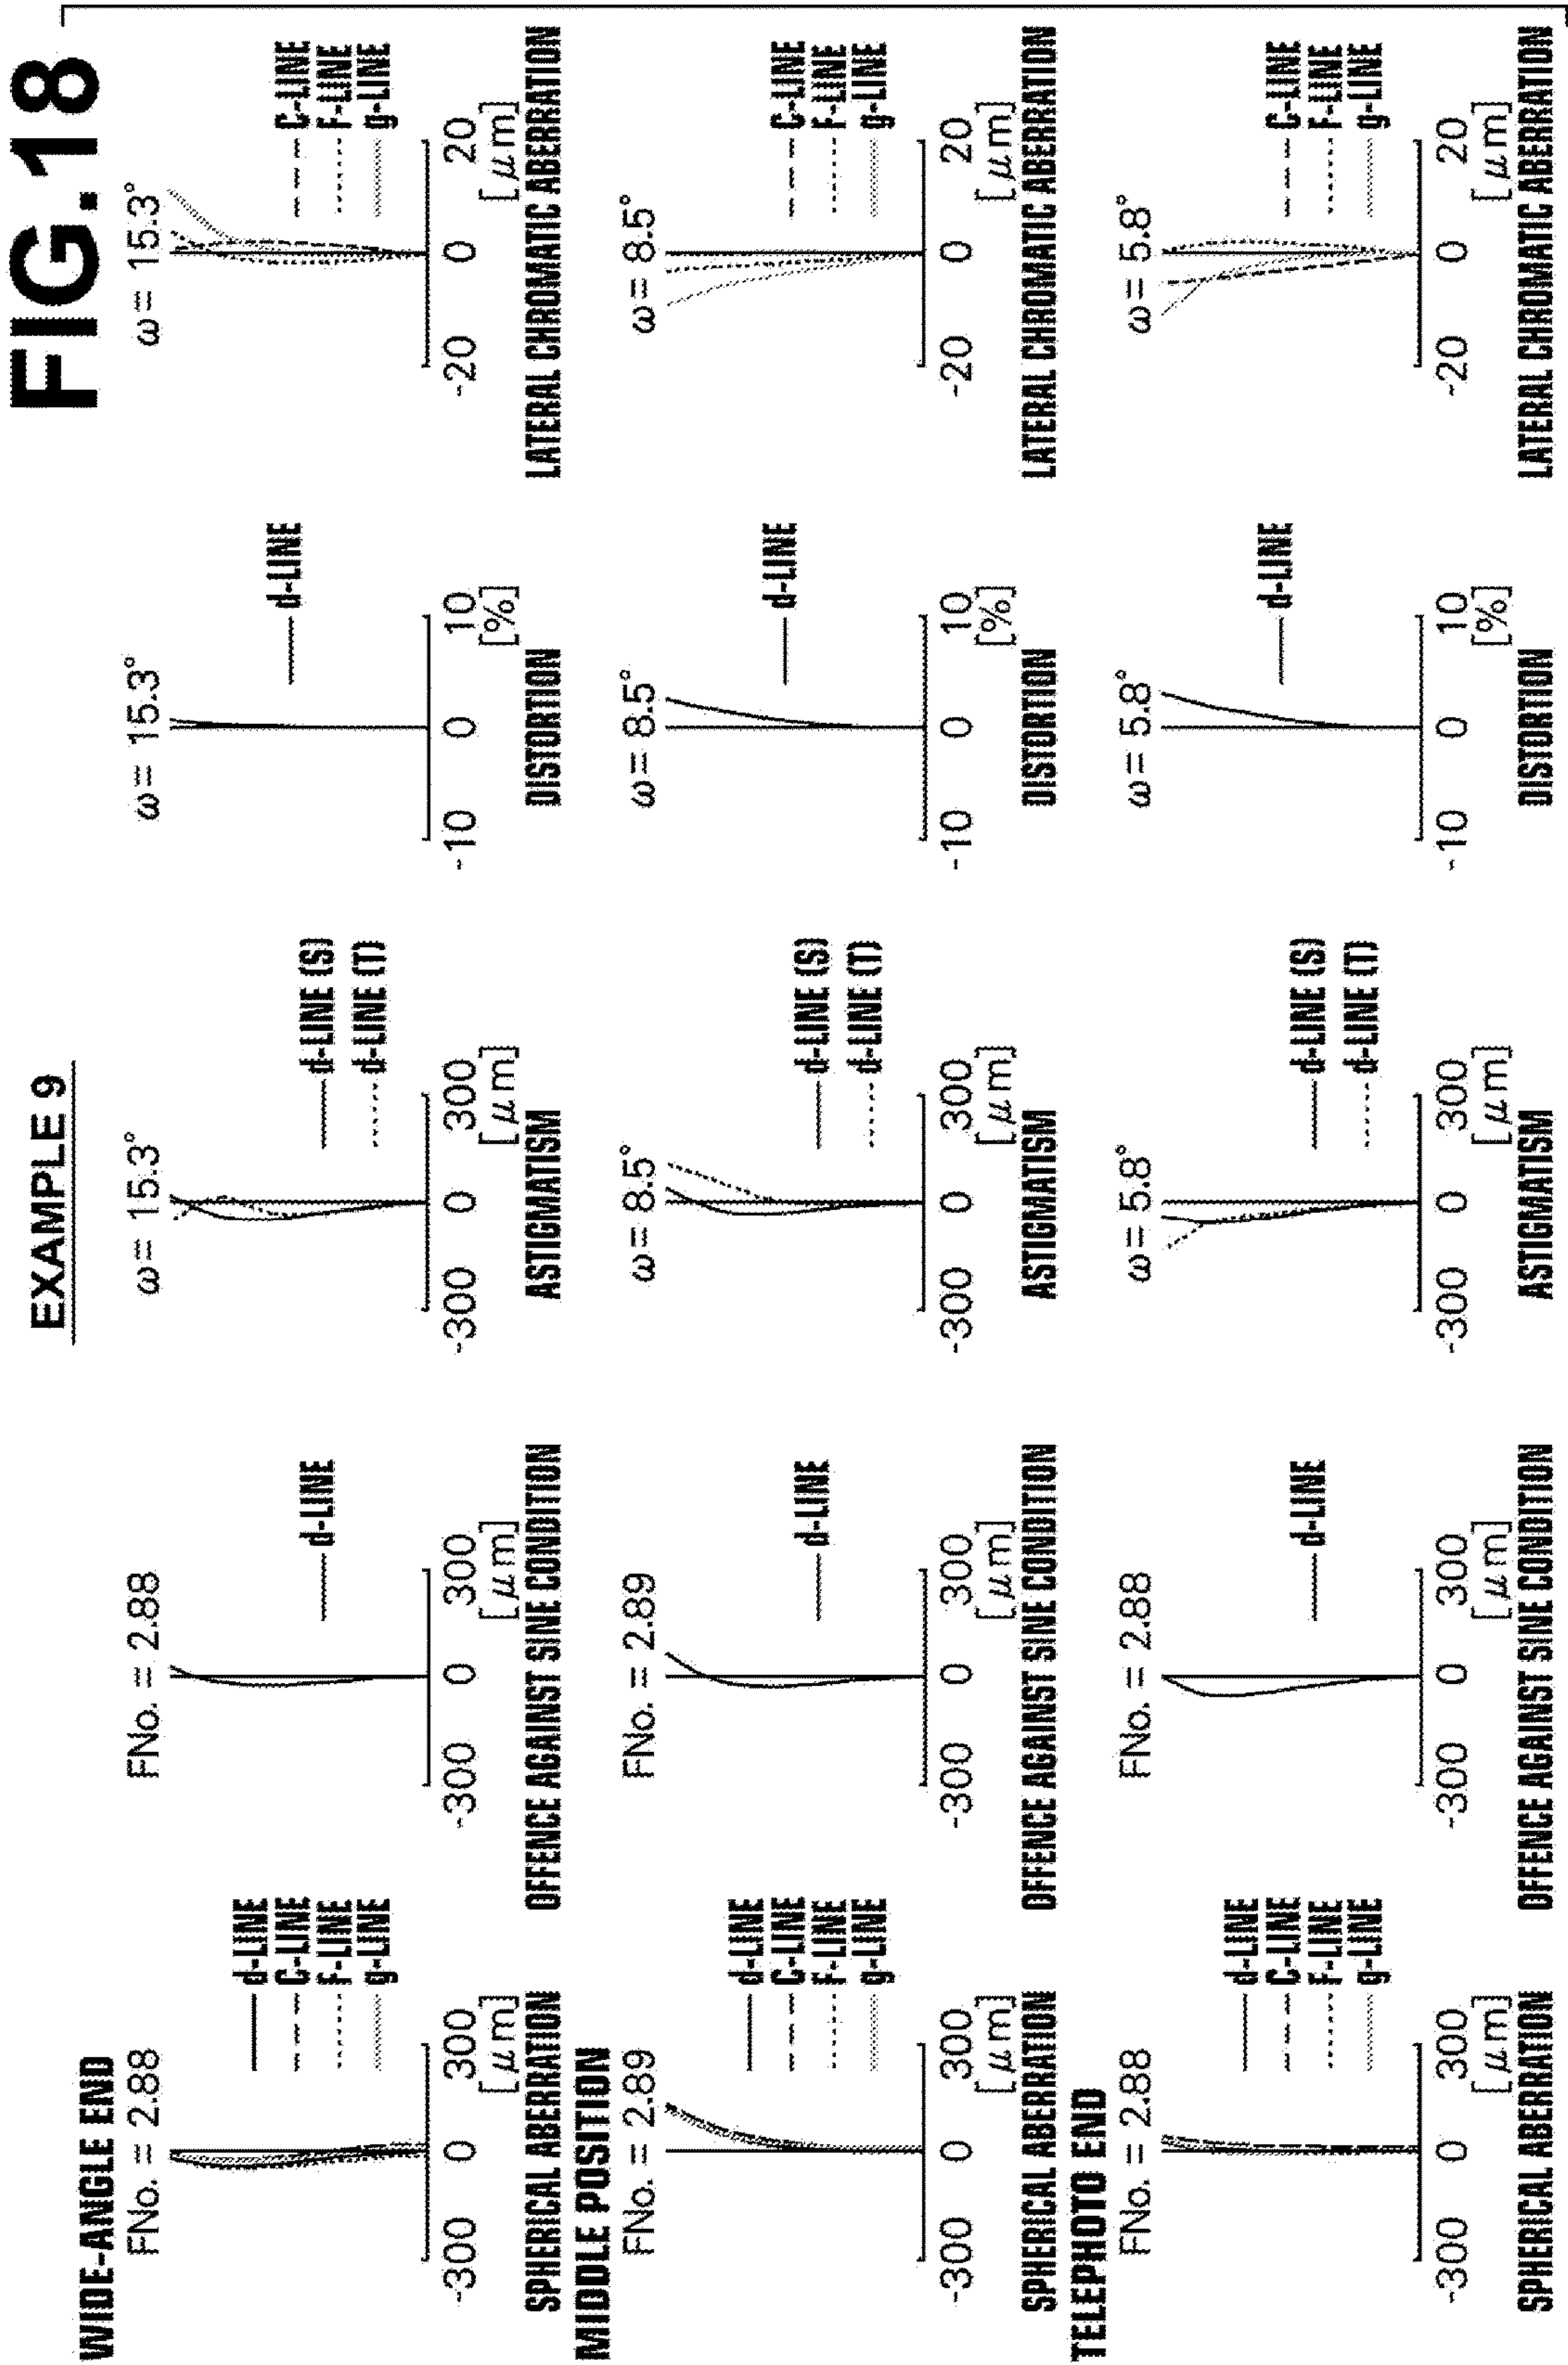 FIG.18
EXAMPLE 9
WIDE-ANGLE END
FNo. = 2.88
d-LINE
C-LINE
F-LINE
g-LINE
-300 0 300
[μm]
SPHERICAL ABERRATION
FNo. = 2.88
d-LINE
-300 0 300
[μm]
OFFENCE AGAINST SINE CONDITION
ω= 15.3°
d-LINE (S)
d-LINE (T)
-300 0 300
[μm]
ASTIGMATISM
ω= 15.3°
d-LINE
-10 0 10
[%]
DISTORTION
ω= 15.3°
C-LINE
F-LINE
g-LINE
-20 0 20
[μm]
LATERAL CHROMATIC ABERRATION
MIDDLE POSITION
FNo. = 2.89
d-LINE
C-LINE
F-LINE
g-LINE
-300 0 300
[μm]
SPHERICAL ABERRATION
FNo. = 2.89
d-LINE
-300 0 300
[μm]
OFFENCE AGAINST SINE CONDITION
ω= 8.5°
d-LINE (S)
d-LINE (T)
-300 0 300
[μm]
ASTIGMATISM
ω= 8.5°
d-LINE
-10 0 10
[%]
DISTORTION
ω= 8.5°
C-LINE
F-LINE
g-LINE
-20 0 20
[μm]
LATERAL CHROMATIC ABERRATION
TELEPHOTO END
FNo. = 2.88
d-LINE
C-LINE
F-LINE
g-LINE
-300 0 300
[μm]
SPHERICAL ABERRATION
FNo. = 2.88
d-LINE
-300 0 300
[μm]
OFFENCE AGAINST SINE CONDITION
ω= 5.8°
d-LINE (S)
d-LINE (T)
-300 0 300
[μm]
ASTIGMATISM
ω= 5.8°
d-LINE
-10 0 10
[%]
DISTORTION
ω= 5.8°
C-LINE
F-LINE
g-LINE
-20 0 20
[μm]
LATERAL CHROMATIC ABERRATION